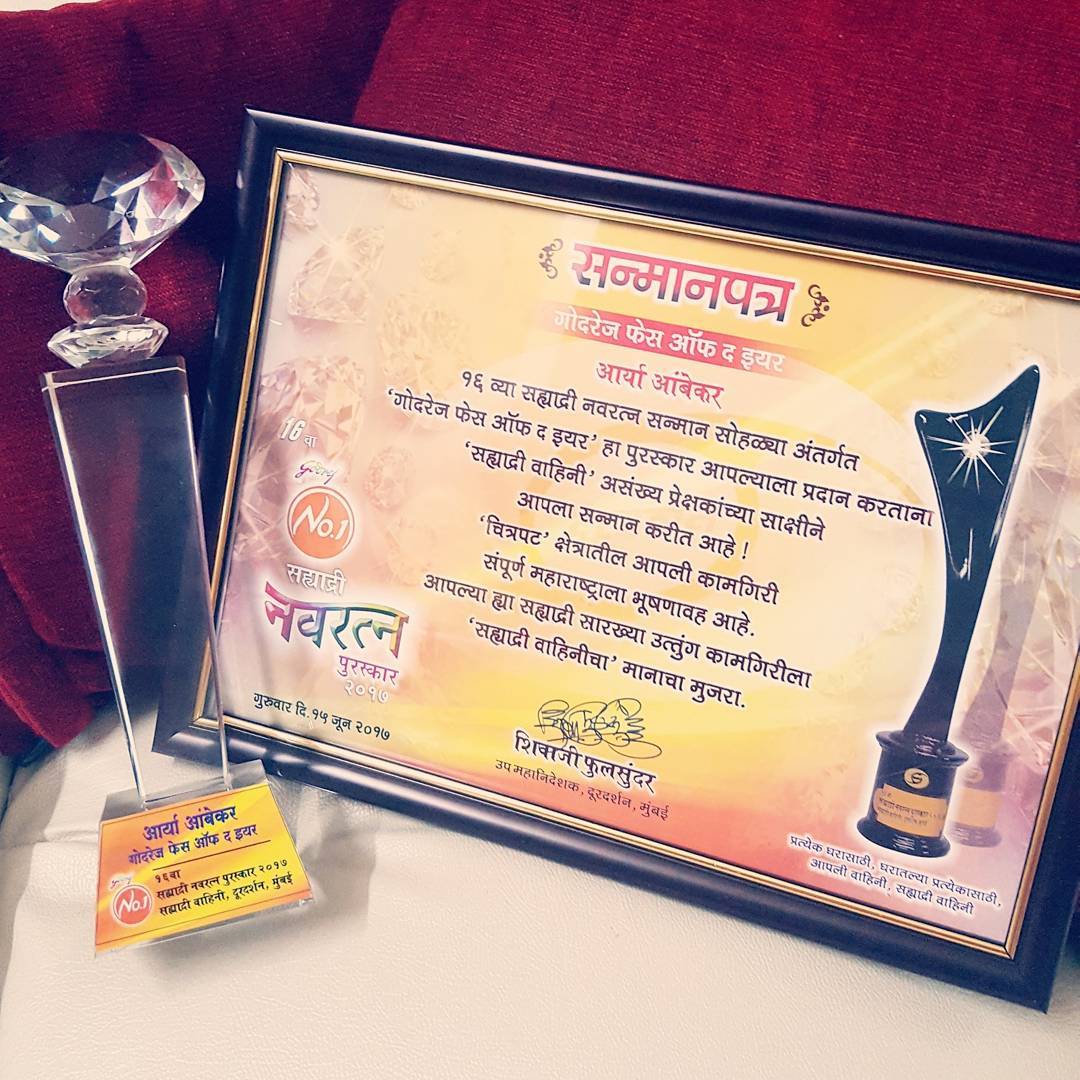 सन्मानपत्र
गोदरेज फेस ऑफ द इयर
आर्या आंबेकर
१६ व्या सह्याद्री नवरत्न सन्मान सोहळ्या अंतर्गत
‘गोदरेज फेस ऑफ द इयर’ हा पुरस्कार आपल्याला प्रदान करताना
‘सह्याद्री वाहिनी’ असंख्य प्रेक्षकांच्या साक्षीने
आपला सन्मान करीत आहे !
‘चित्रपट’ क्षेत्रातील आपली कामगिरी
संपूर्ण महाराष्ट्राला भूषणावह आहे.
आपल्या ह्या सह्याद्री सारख्या उत्तुंग कामगिरीला
‘सह्याद्री वाहिनीचा’ मानाचा मुजरा.
शिवाजी फुलसुंदर
उप महानिदेशक, दूरदर्शन, मुंबई
16 वा
Godrej
No.1
सह्याद्री
नवरत्न
पुरस्कार
२०१७
गुरुवार दि.१५ जून २०१७
प्रत्येक घरासाठी, घरातल्या प्रत्येकासाठी,
आपली वाहिनी, सह्याद्री वाहिनी
आर्या आंबेकर
गोदरेज फेस ऑफ द इयर
१६वा
सह्याद्री नवरत्न पुरस्कार २०१७
सह्याद्री वाहिनी, दूरदर्शन, मुंबई
No.1